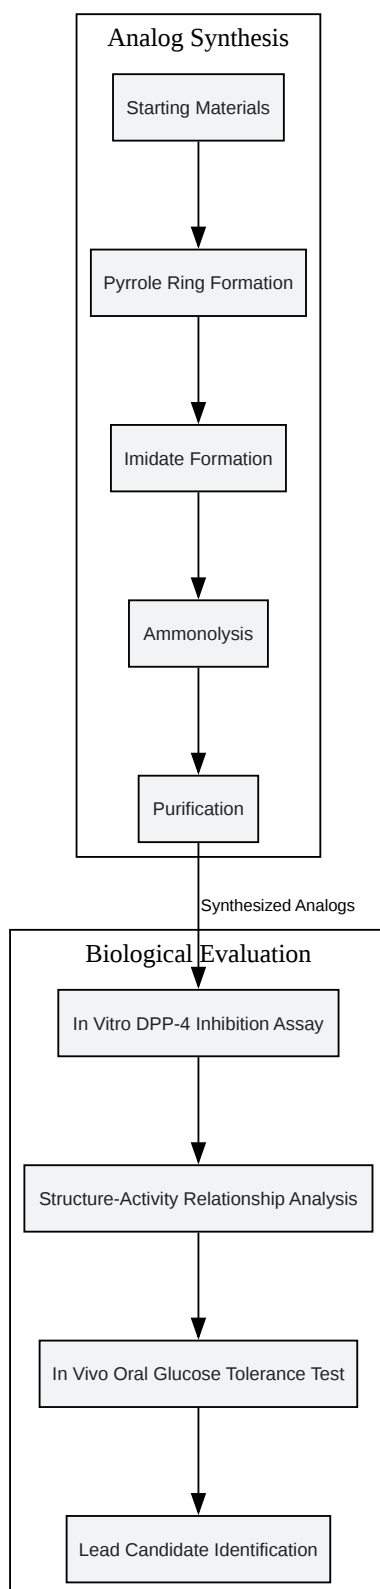 Analog Synthesis
Starting Materials
Pyrrole Ring Formation
Imidate Formation
Ammonolysis
Purification
Synthesized Analogs
Biological Evaluation
In Vitro DPP-4 Inhibition Assay
Structure-Activity Relationship Analysis
In Vivo Oral Glucose Tolerance Test
Lead Candidate Identification